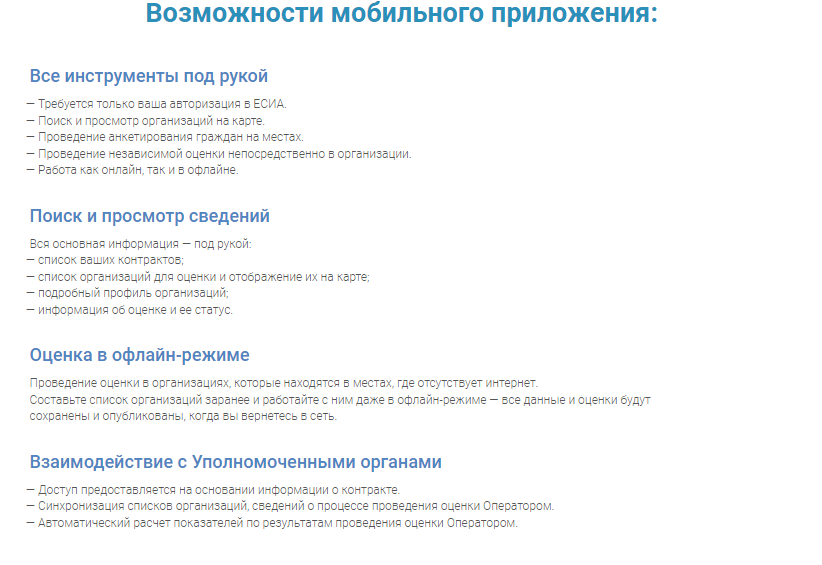 Возможности мобильного приложения:
Все инструменты под рукой
— Требуется только ваша авторизация в ЕСИА.
— Поиск и просмотр организаций на карте.
— Проведение анкетирования граждан на местах.
— Проведение независимой оценки непосредственно в организации.
— Работа как онлайн, так и в офлайне.
Поиск и просмотр сведений
Вся основная информация — под рукой:
— список ваших контрактов;
— список организаций для оценки и отображение их на карте;
— подробный профиль организаций;
— информация об оценке и ее статус.
Оценка в офлайн-режиме
Проведение оценки в организациях, которые находятся в местах, где отсутствует интернет.
Составьте список организаций заранее и работайте с ним даже в офлайн-режиме — все данные и оценки будут
сохранены и опубликованы, когда вы вернетесь в сеть.
Взаимодействие с Уполномоченными органами
— Доступ предоставляется на основании информации о контракте.
— Синхронизация списков организаций, сведений о процессе проведения оценки Оператором.
— Автоматический расчет показателей по результатам проведения оценки Оператором.